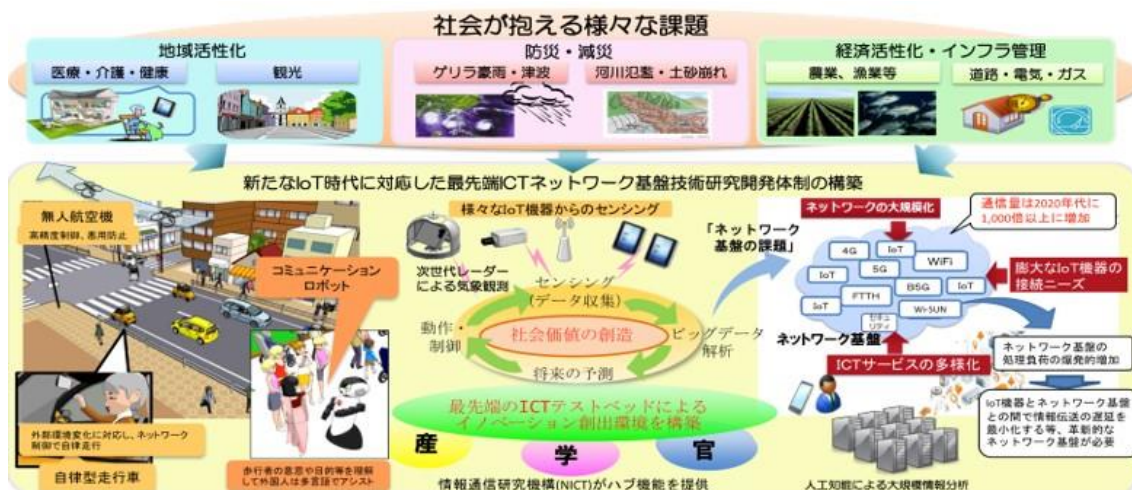 社会が抱える様々な課題
地域活性化
医療・介護・健康
観光
防災・減災
ゲリラ豪雨・津波
河川氾濫・土砂崩れ
経済活性化・インフラ管理
農業、漁業等
道路・電気・ガス
新たなIoT時代に対応した最先端ICTネットワーク基盤技術研究開発体制の構築
無人航空機
高精度制御、悪用防止
コミュニケーション
ロボット
外部環境変化に対応し、ネットワーク
制御で自律走行
自律型走行車
歩行者の意思や目的等を理解
して外国人は多言語でアシスト
様々なIoT機器からのセンシング
次世代レーダー
による気象観測
センシング
(データ収集)
動作・
制御
社会価値の創造
ビッグデータ
解析
将来の予測
最先端のICTテストベッドによる
イノベーション創出環境を構築
産
学
官
情報通信研究機構(NICT)がハブ機能を提供
「ネットワーク
基盤の課題」
ネットワークの大規模化
通信量は2020年代に
1,000倍以上に増加
4G
IoT
WiFi
IoT
5G
B5G
IoT
IoT
FTTH
Wi-SUN
セキュ
リティ
膨大なIoT機器の
接続ニーズ
ネットワーク基盤
ICTサービスの多様化
ネットワーク基盤の
処理負荷の爆発的増加
IoT機器とネットワーク基盤
との間で情報伝送の遅延を
最小化する等、革新的な
ネットワーク基盤が必要
人工知能による大規模情報分析